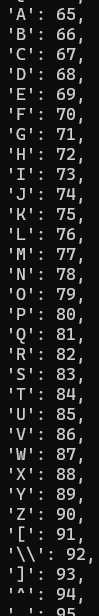 'A': 65,
'B': 66,
'C': 67,
'D': 68,
'E': 69,
'F': 70,
'G': 71,
'H': 72,
'I': 73,
'J': 74,
'K': 75,
'L': 76,
'M': 77,
'N': 78,
'O': 79,
'P': 80,
'Q': 81,
'R': 82,
'S': 83,
'T': 84,
'U': 85,
'V': 86,
'W': 87,
'X': 88,
'Y': 89,
'Z': 90,
'[': 91,
'\\': 92,
']': 93,
'^': 94,